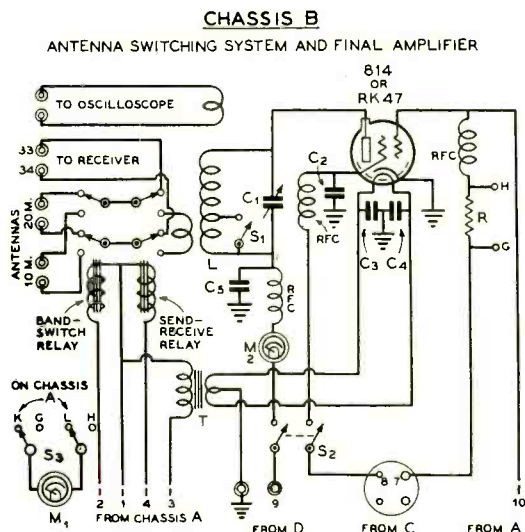 CHASSIS B
ANTENNA SWITCHING SYSTEM AND FINAL AMPLIFIER
814
OR
RK47
TO OSCILLOSCOPE
33
34
TO RECEIVER
ANTENNAS
20 M.
10 M.
L
C1
S1
C5
C2
RFC
C3
C4
RFC
RFC
H
R
G
BAND-
SWITCH
RELAY
SEND-
RECEIVE
RELAY
M2
T
S2
ON CHASSIS
A
K
G
L
H
S3
M1
2
1
4
3
FROM CHASSIS A
9
FROM D
8
7
FROM C
10
FROM A